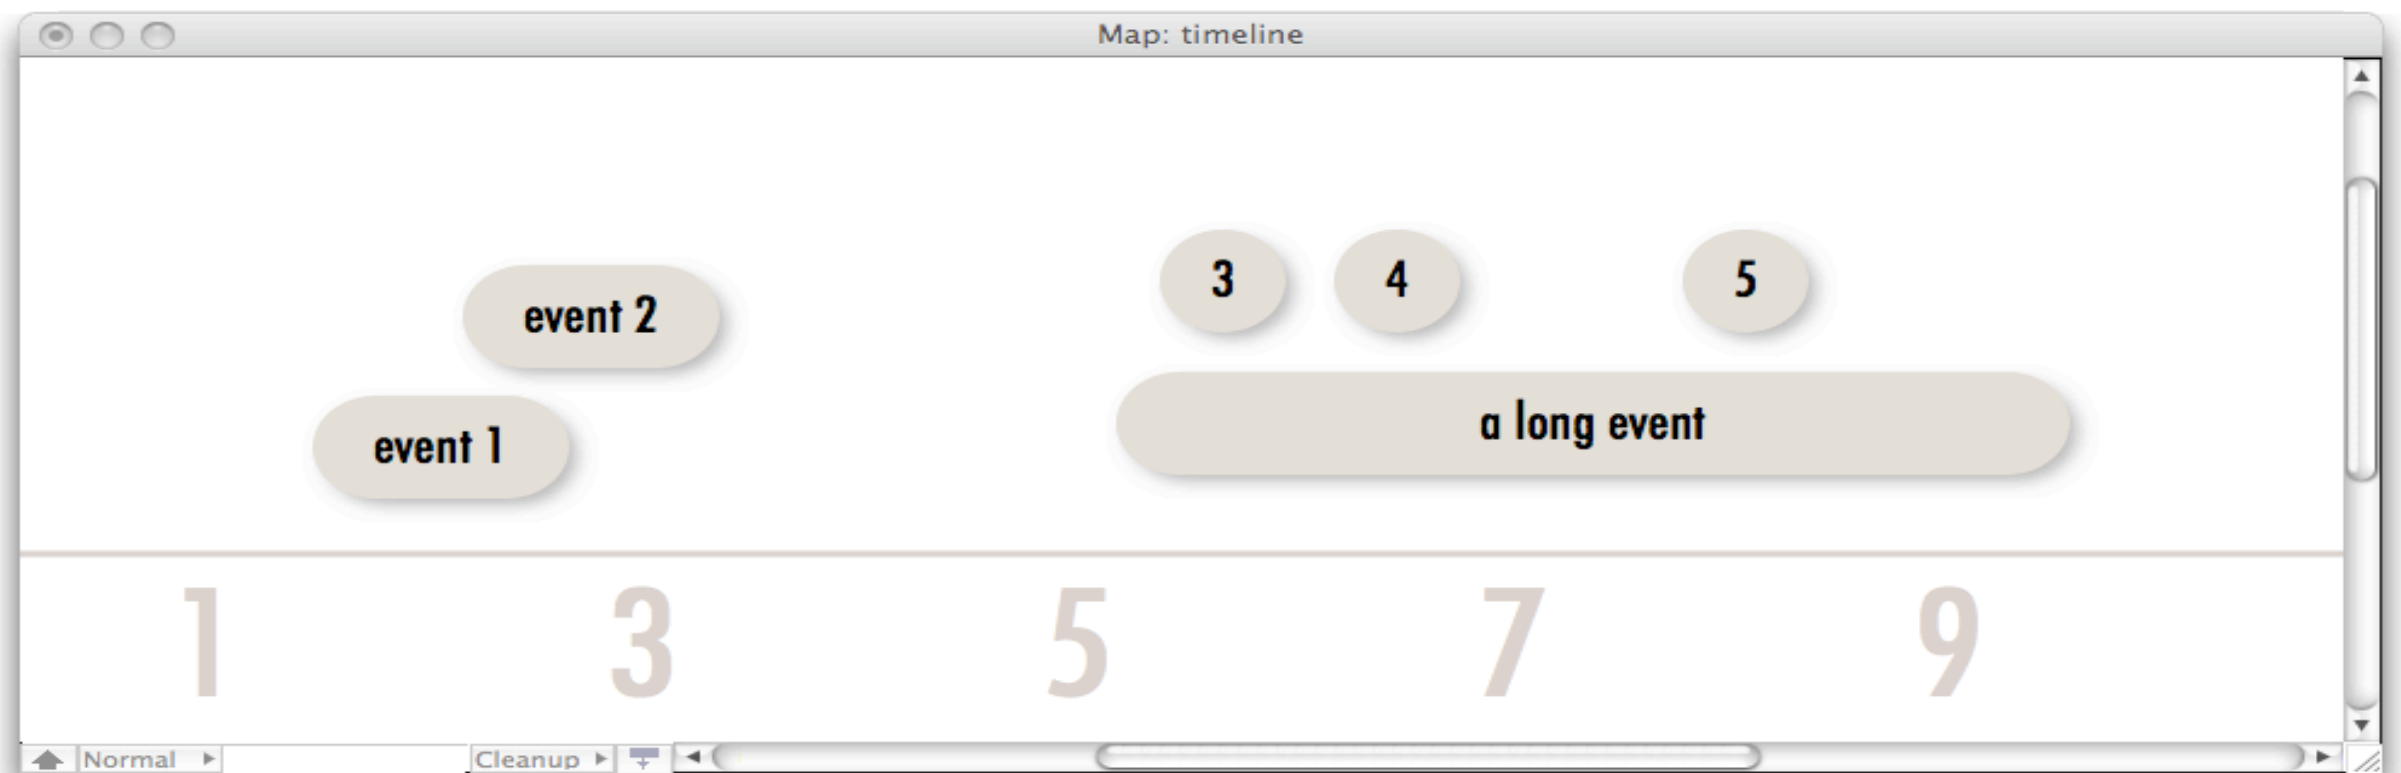 Map: timeline
3 4 5
event 2
a long event
event 1
1 3 5 7 9
Normal Cleanup